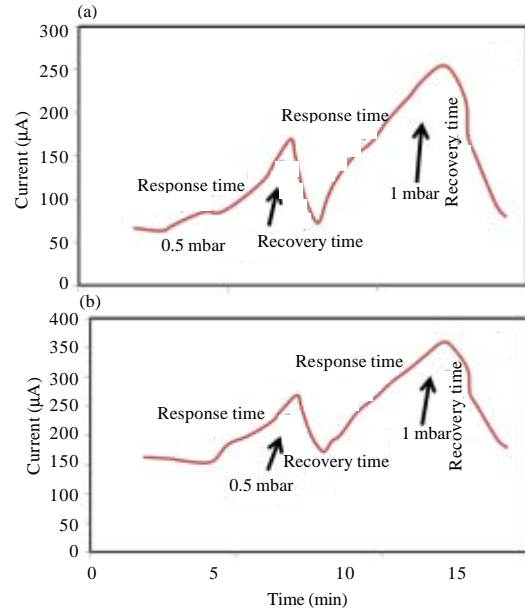 (a)
300
250
200
150
100
50
0
Current (µA)
Response time
0.5 mbar
Recovery time
Response time
1 mbar
Recovery time
(b)
400
350
300
250
200
150
100
50
0
Current (µA)
Response time
0.5 mbar
Recovery time
Response time
1 mbar
Recovery time
0 5 10 15
Time (min)